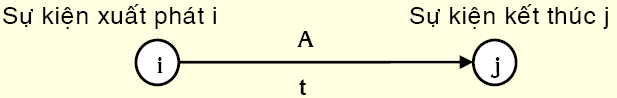 Sự kiện xuất phát i Sự kiện kết thúc j
A
i j
t